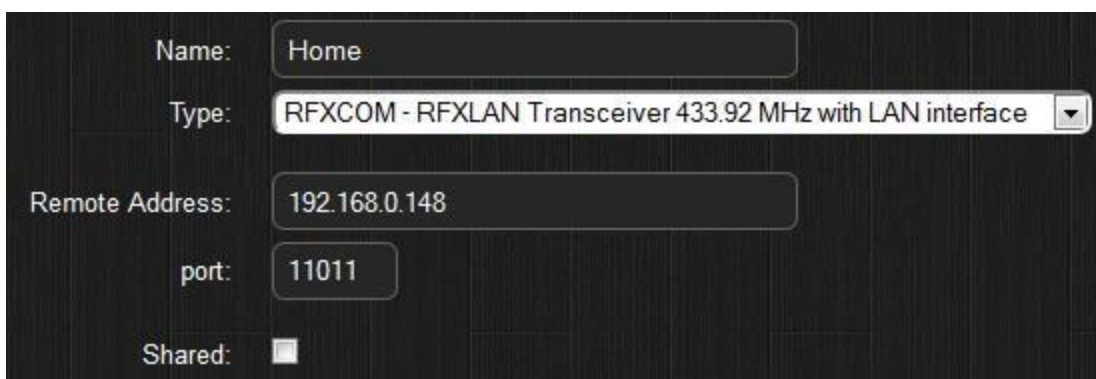 Name: Home
Type: RFXCOM - RFXLAN Transceiver 433.92 MHz with LAN interface
Remote Address: 192.168.0.148
port: 11011
Shared: